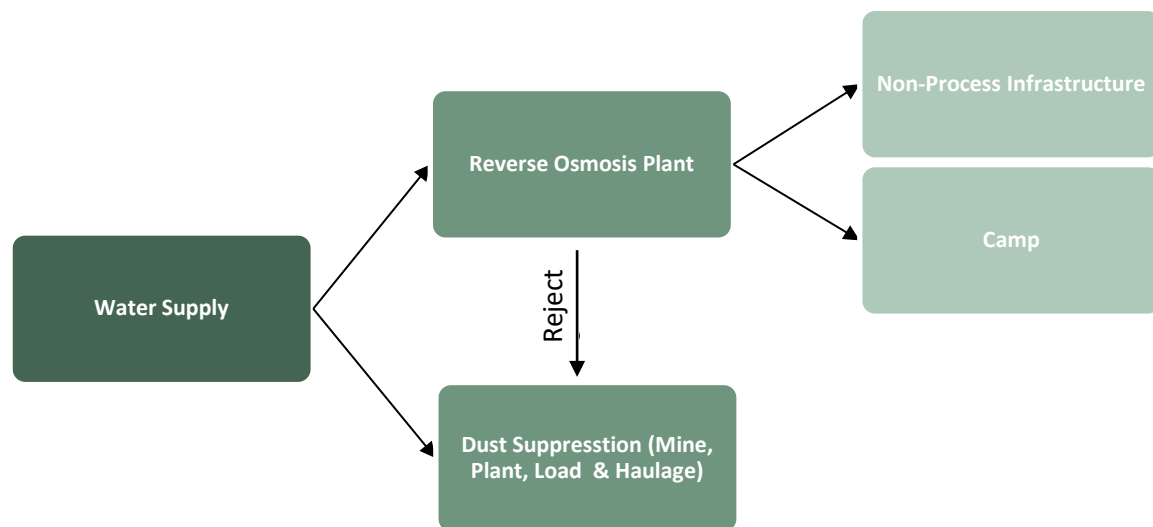 Non-Process Infrastructure
Reverse Osmosis Plant
Camp
Water Supply
Reject
Dust Suppresstion (Mine,
Plant, Load & Haulage)